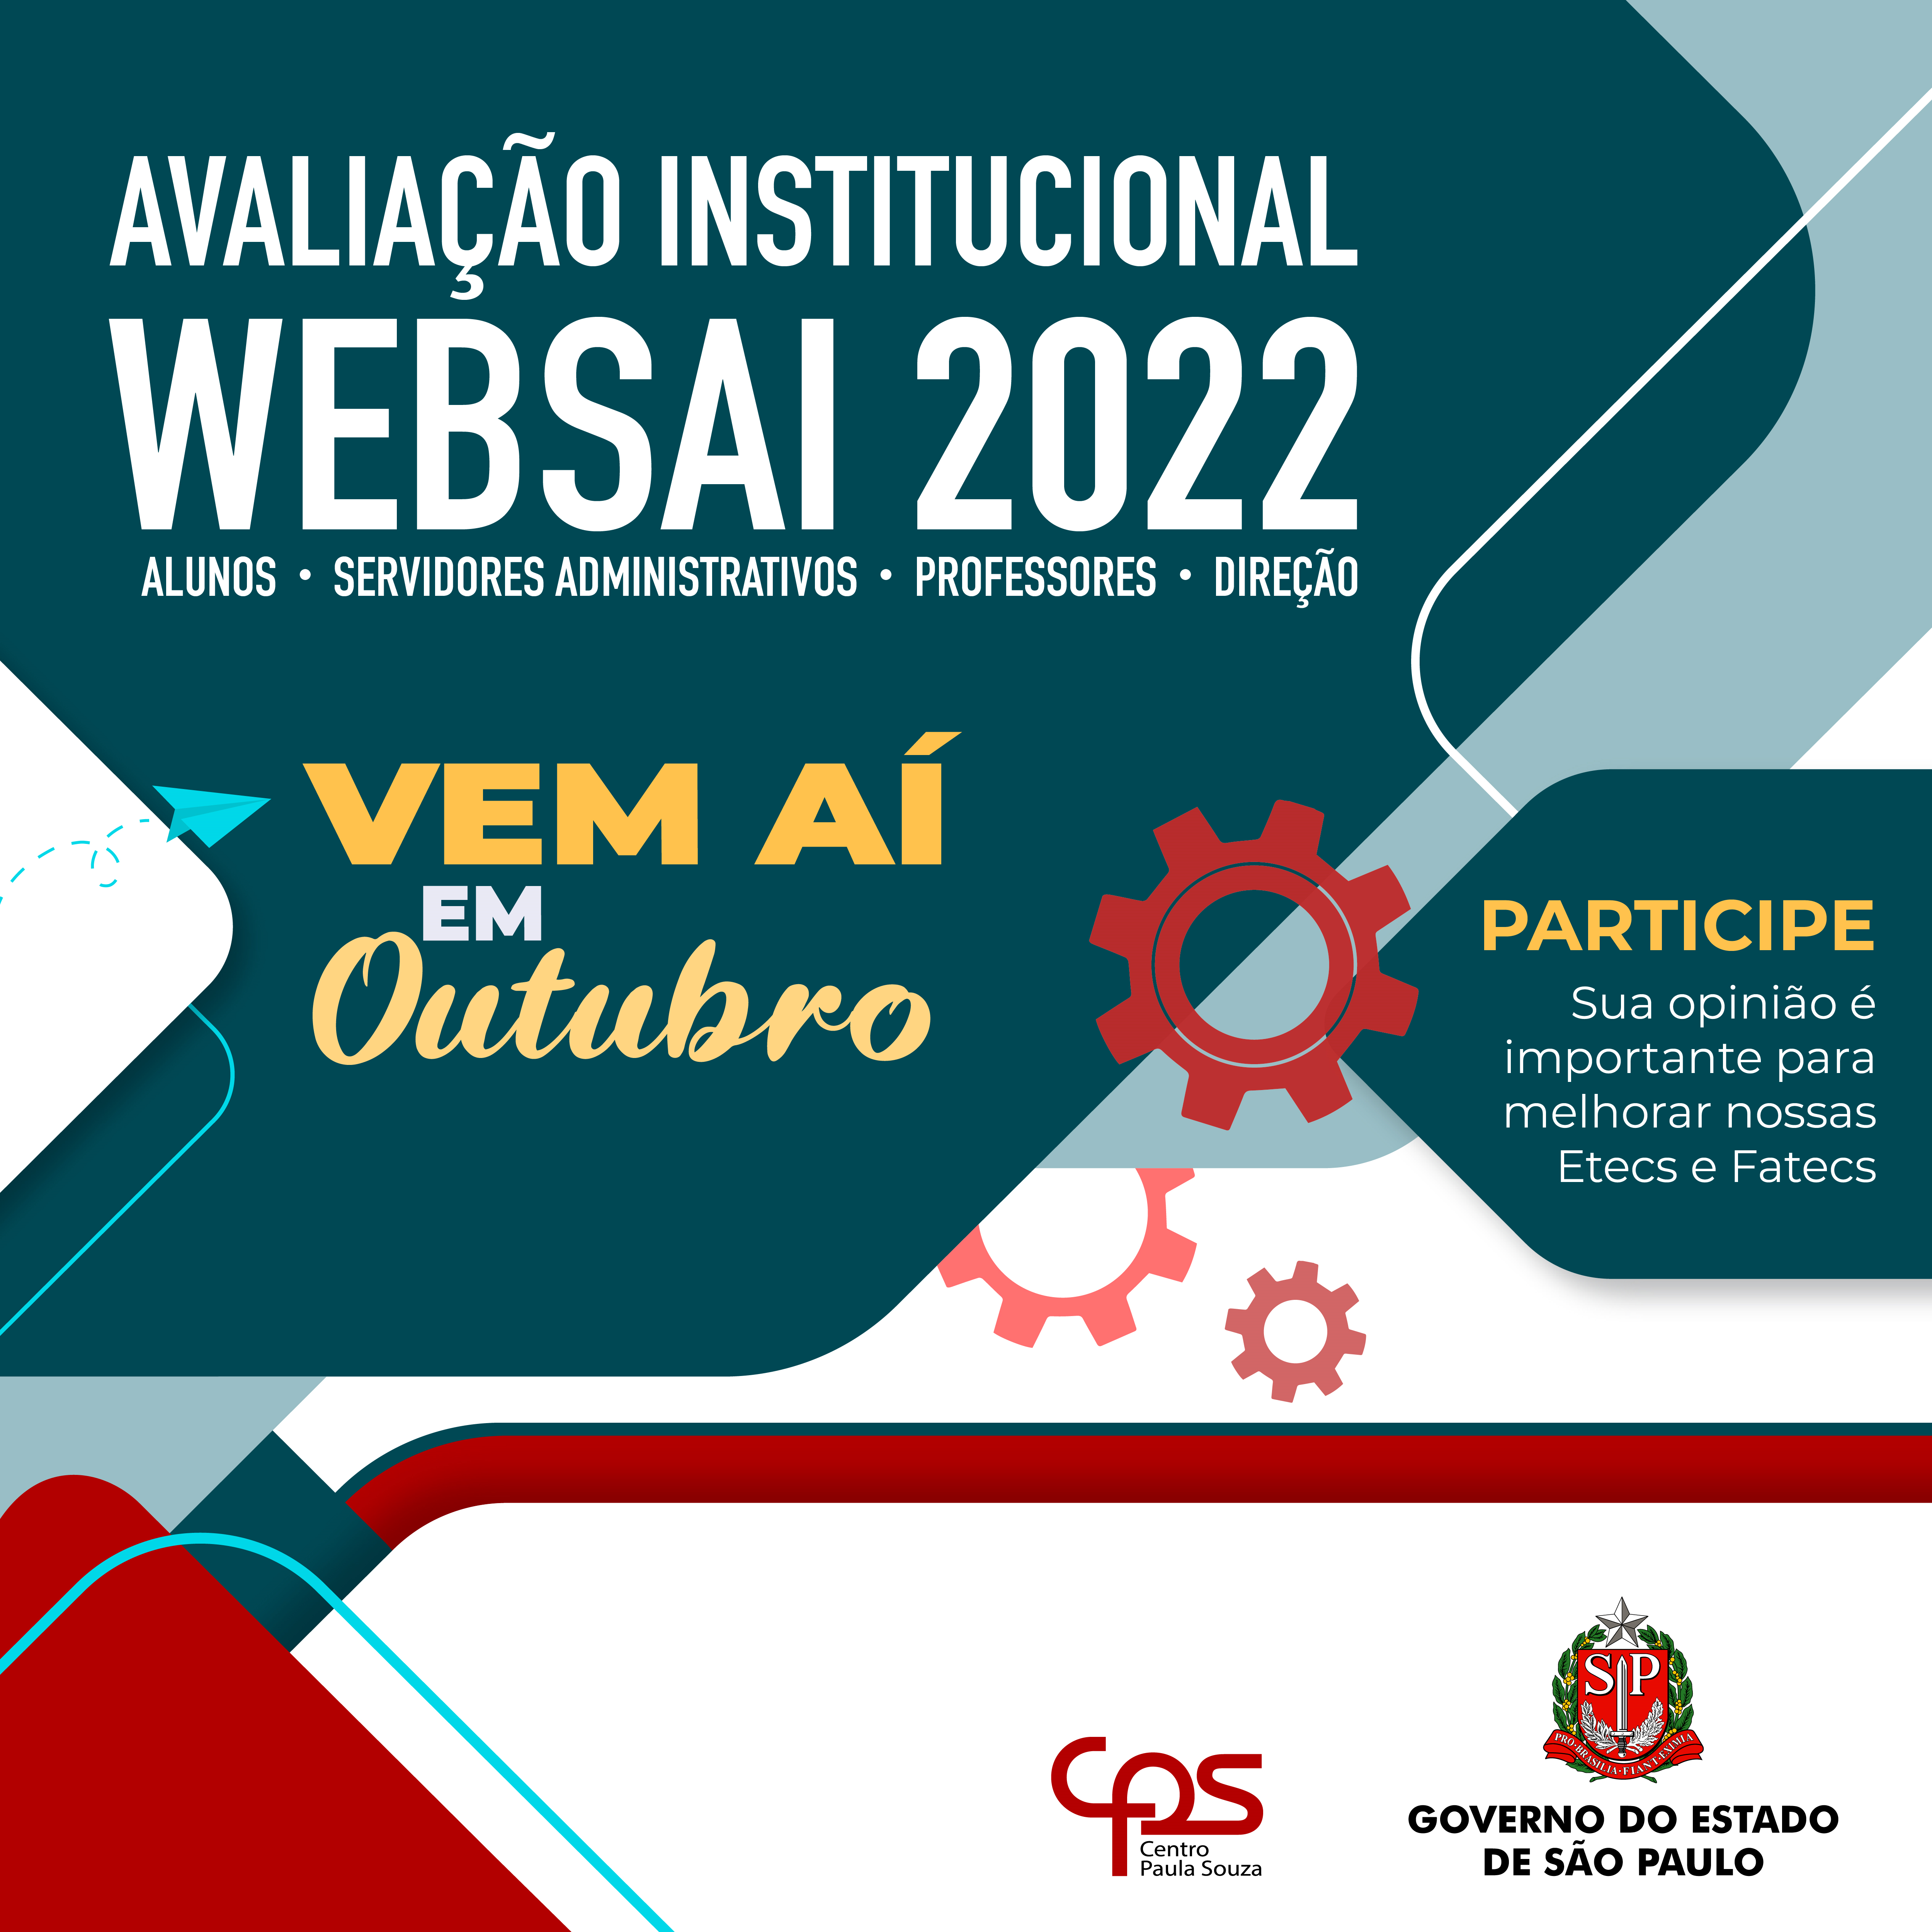 AVALIAÇÃO INSTITUCIONAL
WEBSAI 2022
ALUNOS • SERVIDORES ADMINISTRATIVOS • PROFESSORES • DIREÇÃO
VEM AÍ
EM
Outubro
PARTICIPE
Sua opinião é
importante para
melhorar nossas
Etecs e Fatecs
cps
Centro
Paula Souza
SP
PRO·BRASILIA·FIANT·EXIMIA
GOVERNO DO ESTADO
DE SÃO PAULO